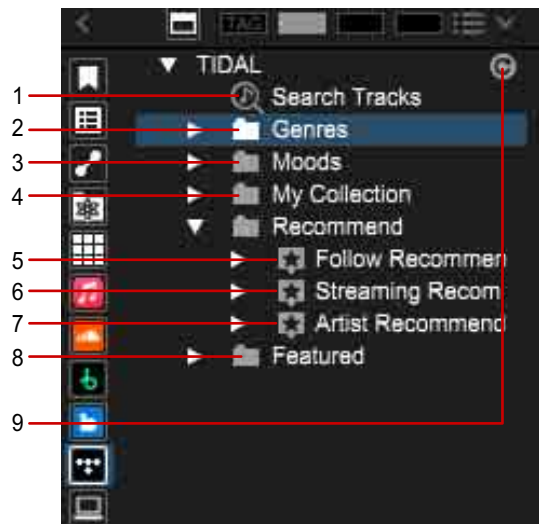 TAG
TIDAL
1 Search Tracks
2 Genres
3 Moods
4 My Collection
Recommend
5 Follow Recommen
6 Streaming Recom
7 Artist Recommend
8 Featured
9